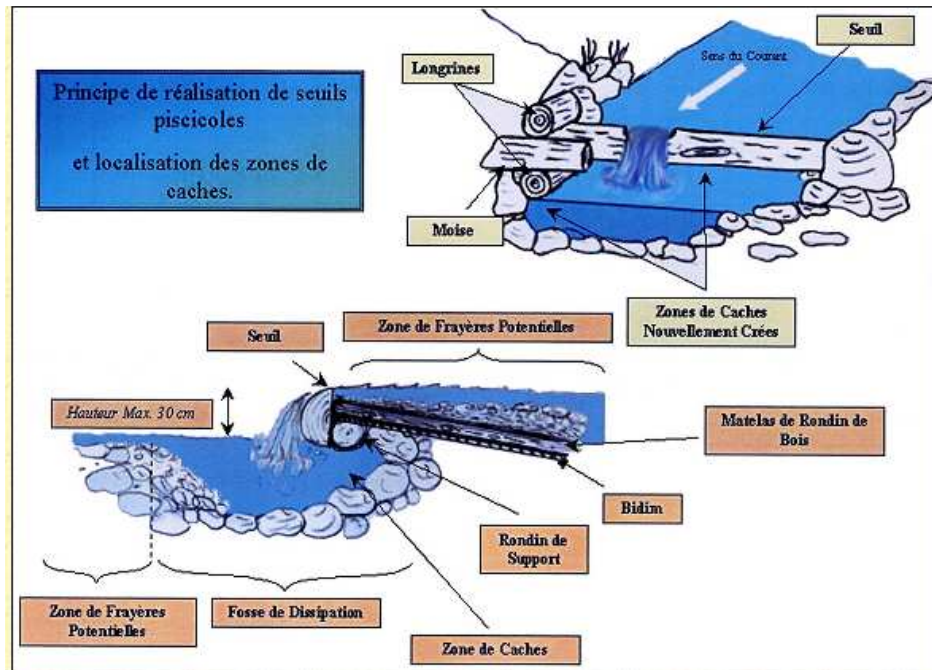 Principe de réalisation de seuils
piscicoles
et localisation des zones de
caches.
Seuil
Longrines
Sens du Courant
Moise
Zones de Caches
Nouvellement Crées
Zone de Frayères Potentielles
Seuil
Hauteur Max. 30 cm
Matelas de Rondin de
Bois
Bidim
Rondin de
Support
Zone de Frayères
Potentielles
Fosse de Dissipation
Zone de Caches